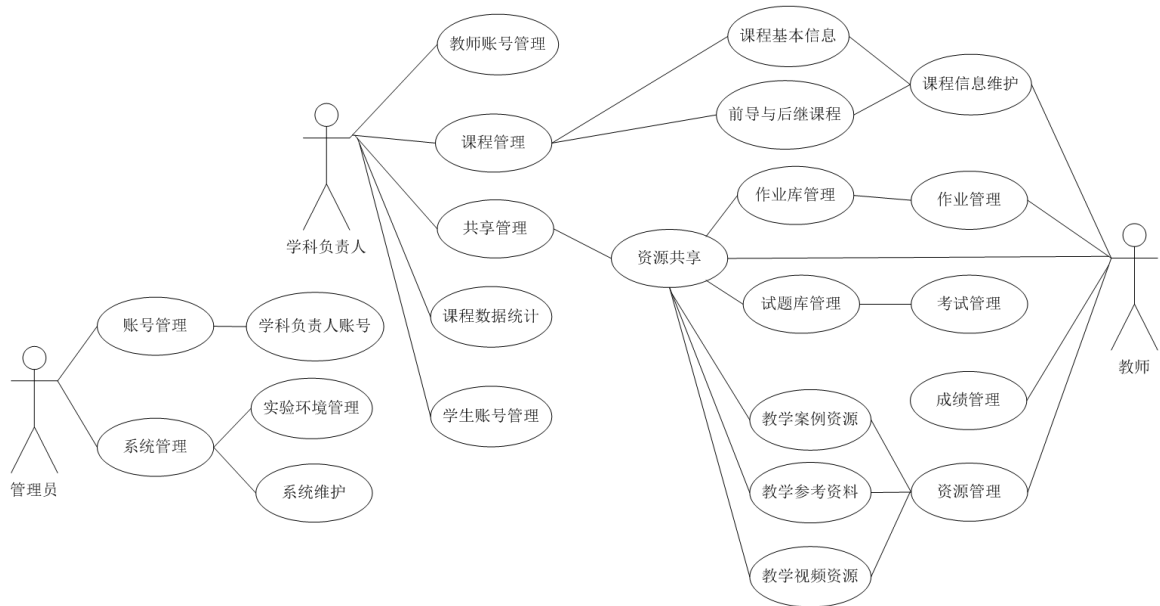 教师账号管理
课程基本信息
课程信息维护
课程管理
前导与后继课程
学科负责人
作业库管理
作业管理
共享管理
资源共享
试题库管理
考试管理
课程数据统计
账号管理
学科负责人账号
教师
成绩管理
实验环境管理
学生账号管理
教学案例资源
系统管理
管理员
系统维护
教学参考资料
资源管理
教学视频资源